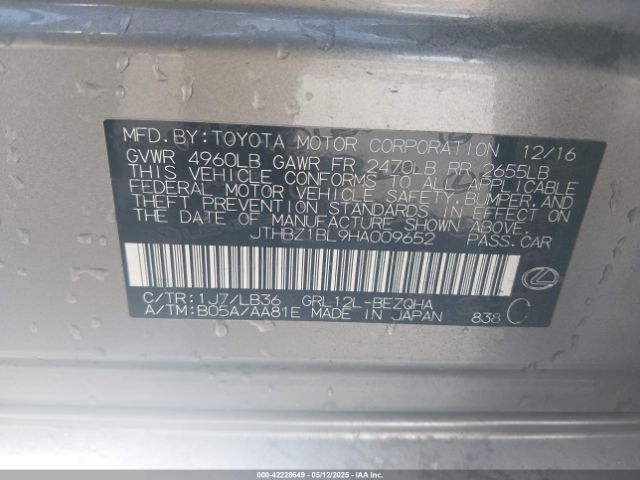 MFD. BY: TOYOTA MOTOR CORPORATION 12/16
GVWR 4960LB GAWR FR 2470LB RR 2655LB
THIS VEHICLE CONFORMS TO ALL APPLICABLE
FEDERAL MOTOR VEHICLE SAFETY, BUMPER, AND
THEFT PREVENTION STANDARDS IN EFFECT ON
THE DATE OF MANUFACTURE SHOWN ABOVE.
JTHBZ1BL9HA009652 PASS.CAR
C/TR: 1J7/LB36 GRL12L-BEZQHA
A/TM: B05A/AA81E MADE IN JAPAN 838 C
000-42228649 - 05/12/2025 - IAAI.COM